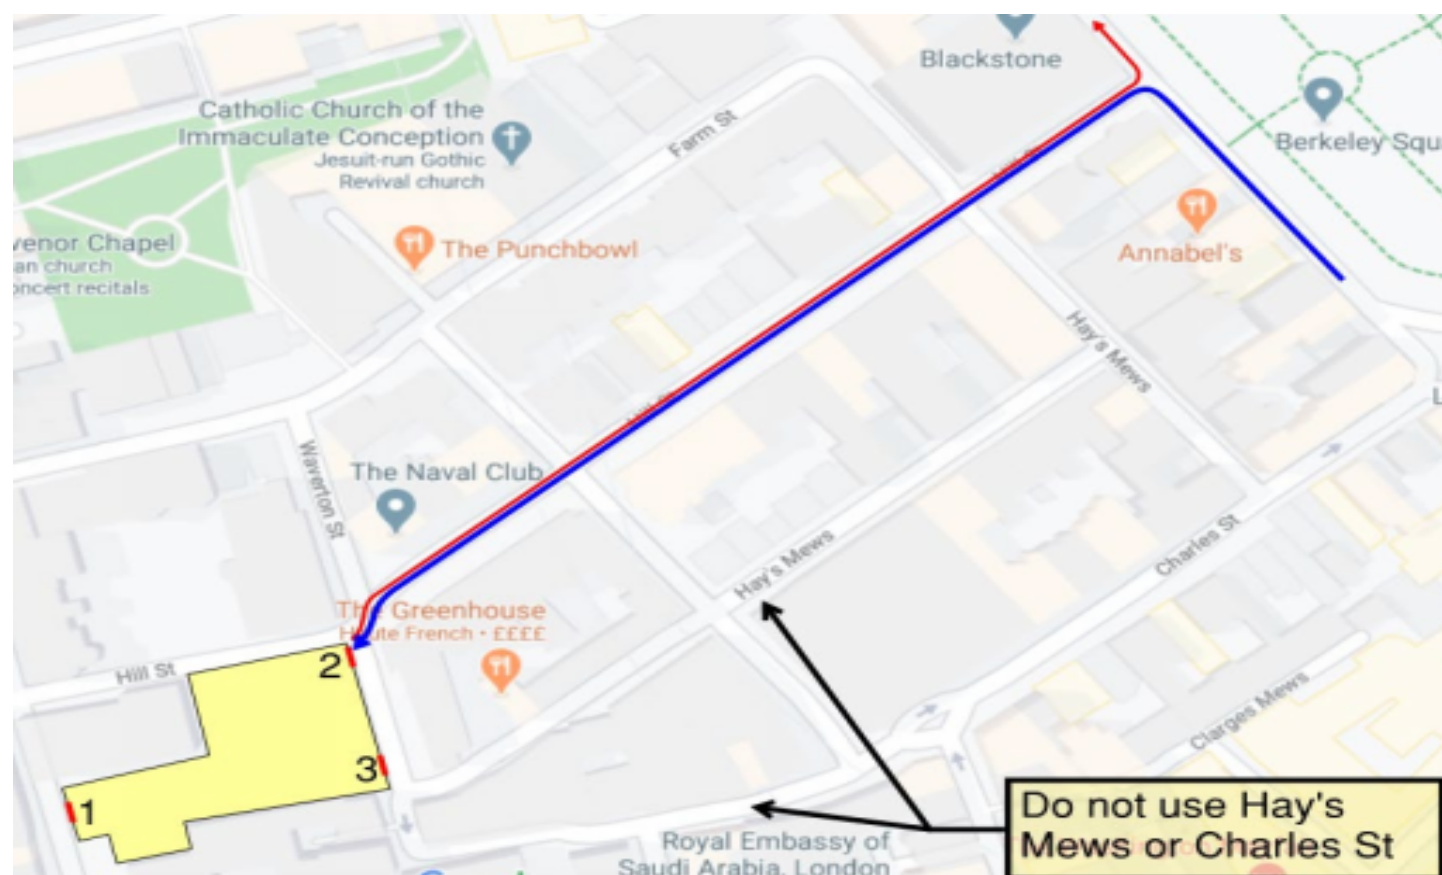 Blackstone
Catholic Church of the
Immaculate Conception
Jesuit-run Gothic
Revival church
Farm St
Berkeley Squ
venor Chapel
an church
oncert recitals
The Punchbowl
Annabel's
Hay's Mews
Waverton St
The Naval Club
Hay's Mews
Charles St
The Greenhouse
Haute French • ££££
Hill St
2
Clarges Mews
3
1
Do not use Hay's
Mews or Charles St
Royal Embassy of
Saudi Arabia, London